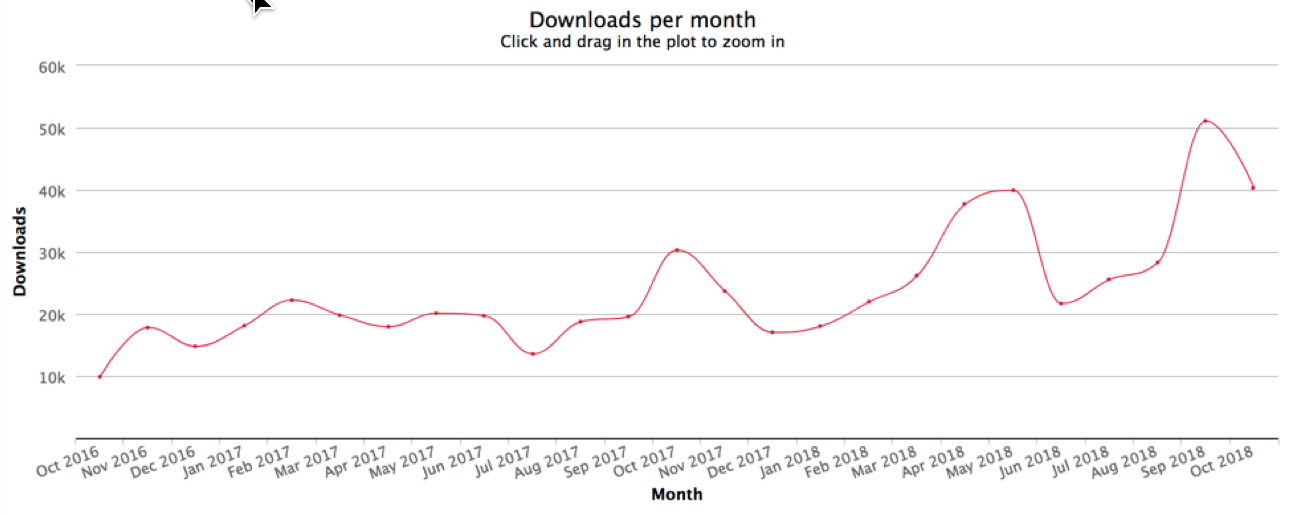 Downloads per month
Click and drag in the plot to zoom in
60k
50k
40k
30k
20k
10k
Downloads
Oct 2016 Nov 2016 Dec 2016 Jan 2017 Feb 2017 Mar 2017 Apr 2017 May 2017 Jun 2017 Jul 2017 Aug 2017 Sep 2017 Oct 2017 Nov 2017 Dec 2017 Jan 2018 Feb 2018 Mar 2018 Apr 2018 May 2018 Jun 2018 Jul 2018 Aug 2018 Sep 2018 Oct 2018
Month